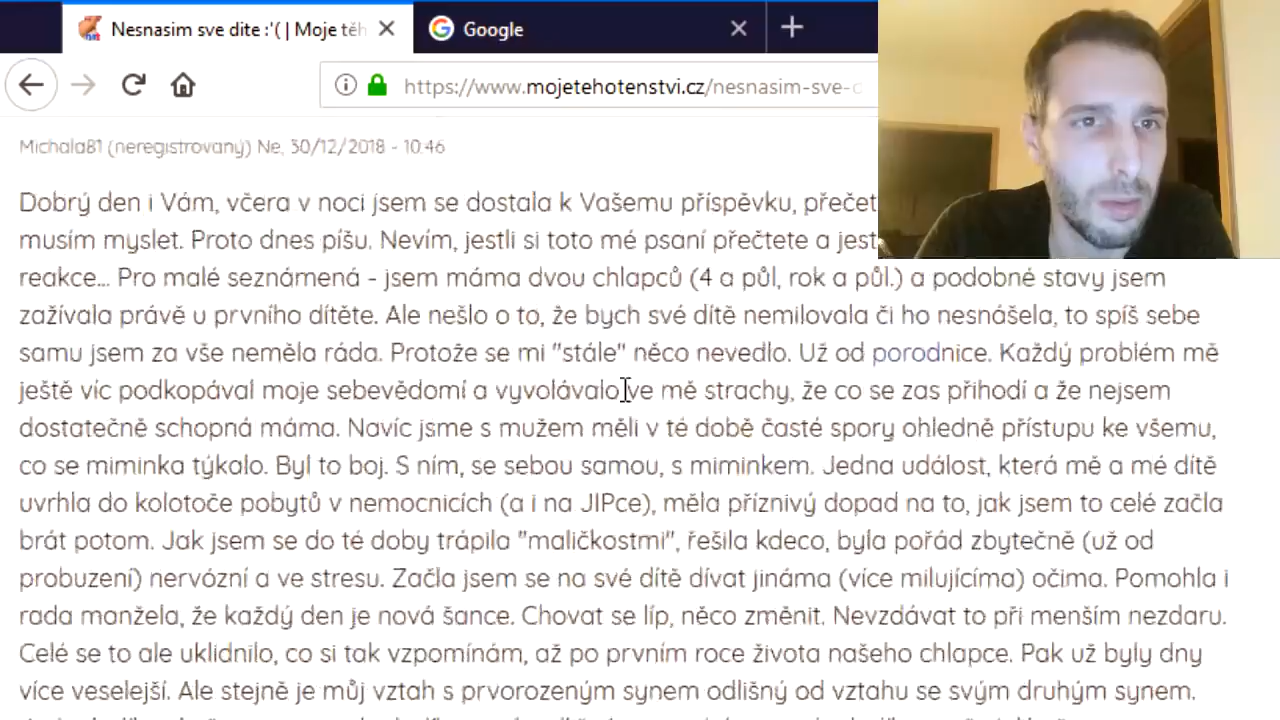 Nesnasim sve dite :'( | Moje těh
Google
https://www.mojetehotenstvi.cz/nesnasim-sve-
Michala81 (neregistrovaný) Ne, 30/12/2018 - 10:46
Dobrý den i Vám, včera v noci jsem se dostala k Vašemu příspěvku, přečet
musím myslet. Proto dnes píšu. Nevím, jestli si toto mé psaní přečtete a jest
reakce... Pro malé seznámená - jsem máma dvou chlapců (4 a půl, rok a půl.) a podobné stavy jsem
zažívala právě u prvního dítěte. Ale nešlo o to, že bych své dítě nemilovala či ho nesnášela, to spíš sebe
samu jsem za vše neměla ráda. Protože se mi "stále" něco nevedlo. Už od porodnice. Každý problém mě
ještě víc podkopával moje sebevědomí a vyvolávalo ve mě strachy, že co se zas přihodí a že nejsem
dostatečně schopná máma. Navíc jsme s mužem měli v té době časté spory ohledně přístupu ke všemu,
co se miminka týkalo. Byl to boj. S ním, se sebou samou, s miminkem. Jedna událost, která mě a mé dítě
uvrhla do kolotoče pobytů v nemocnicích (a i na JIPce), měla příznivý dopad na to, jak jsem to celé začla
brát potom. Jak jsem se do té doby trápila "maličkostmi", řešila kdeco, byla pořád zbytečně (už od
probuzení) nervózní a ve stresu. Začla jsem se na své dítě dívat jináma (více milujícíma) očima. Pomohla i
rada manžela, že každý den je nová šance. Chovat se líp, něco změnit. Nevzdávat to při menším nezdaru.
Celé se to ale uklidnilo, co si tak vzpomínám, až po prvním roce života našeho chlapce. Pak už byly dny
více veselejší. Ale stejně je můj vztah s prvorozeným synem odlišný od vztahu se svým druhým synem.